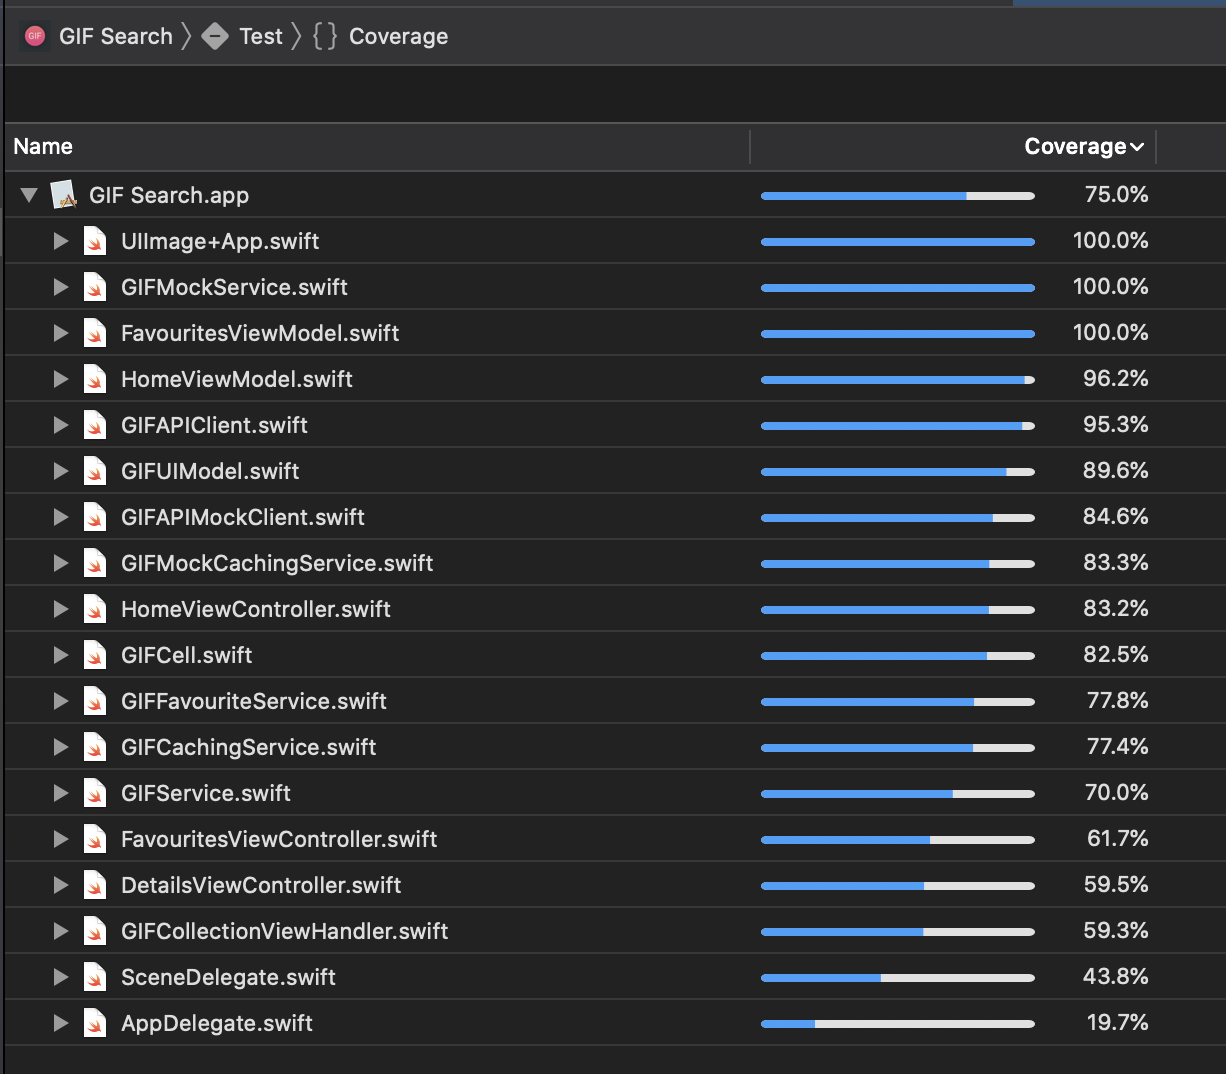 GIF GIF Search Test {} Coverage
Name Coverage
GIF Search.app 75.0%
UIImage+App.swift 100.0%
GIFMockService.swift 100.0%
FavouritesViewModel.swift 100.0%
HomeViewModel.swift 96.2%
GIFAPIClient.swift 95.3%
GIFUIModel.swift 89.6%
GIFAPIMockClient.swift 84.6%
GIFMockCachingService.swift 83.3%
HomeViewController.swift 83.2%
GIFCell.swift 82.5%
GIFFavouriteService.swift 77.8%
GIFCachingService.swift 77.4%
GIFService.swift 70.0%
FavouritesViewController.swift 61.7%
DetailsViewController.swift 59.5%
GIFCollectionViewHandler.swift 59.3%
SceneDelegate.swift 43.8%
AppDelegate.swift 19.7%